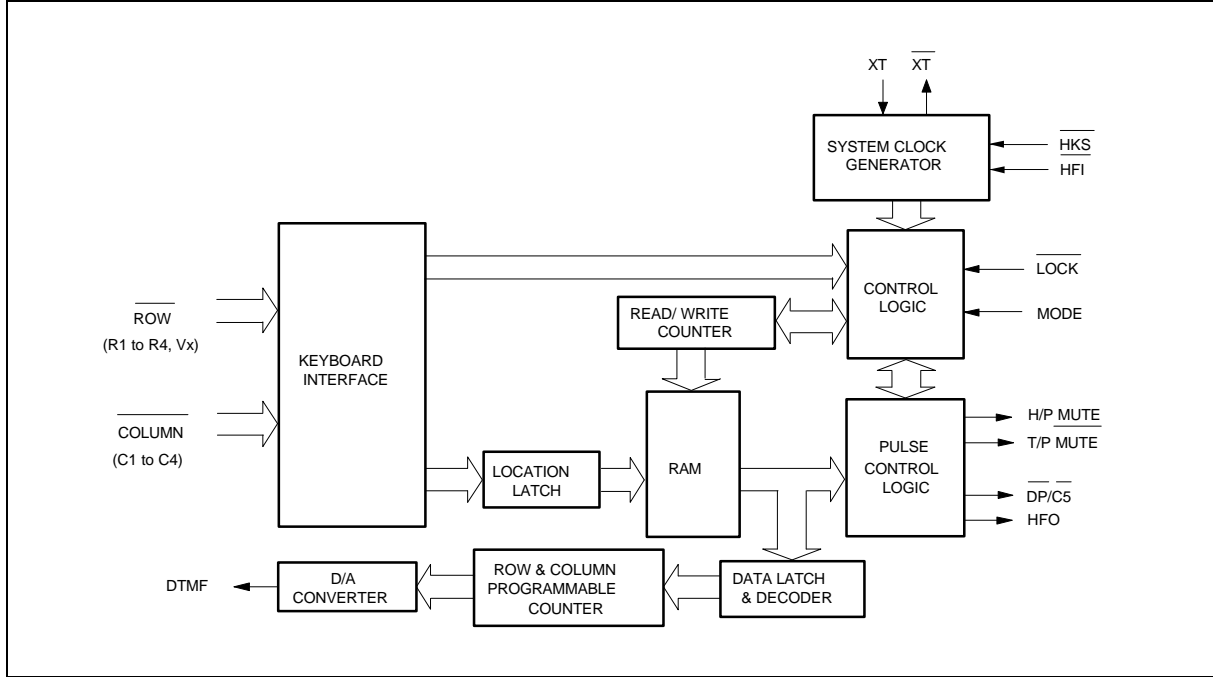 XT XT
SYSTEM CLOCK
GENERATOR
HKS
HFI
LOCK
CONTROL
LOGIC
MODE
READ/ WRITE
COUNTER
ROW
(R1 to R4, Vx)
KEYBOARD
INTERFACE
COLUMN
(C1 to C4)
LOCATION
LATCH
RAM
PULSE
CONTROL
LOGIC
H/P MUTE
T/P MUTE
DP/C5
HFO
DTMF
D/A
CONVERTER
ROW & COLUMN
PROGRAMMABLE
COUNTER
DATA LATCH
& DECODER